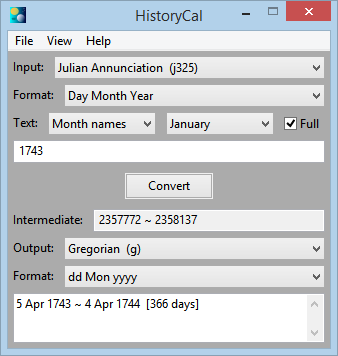 HistoryCal
File View Help
Input: Julian Annunciation (j325)
Format: Day Month Year
Text: Month names January Full
1743
Convert
Intermediate: 2357772 ~ 2358137
Output: Gregorian (g)
Format: dd Mon yyyy
5 Apr 1743 ~ 4 Apr 1744 [366 days]